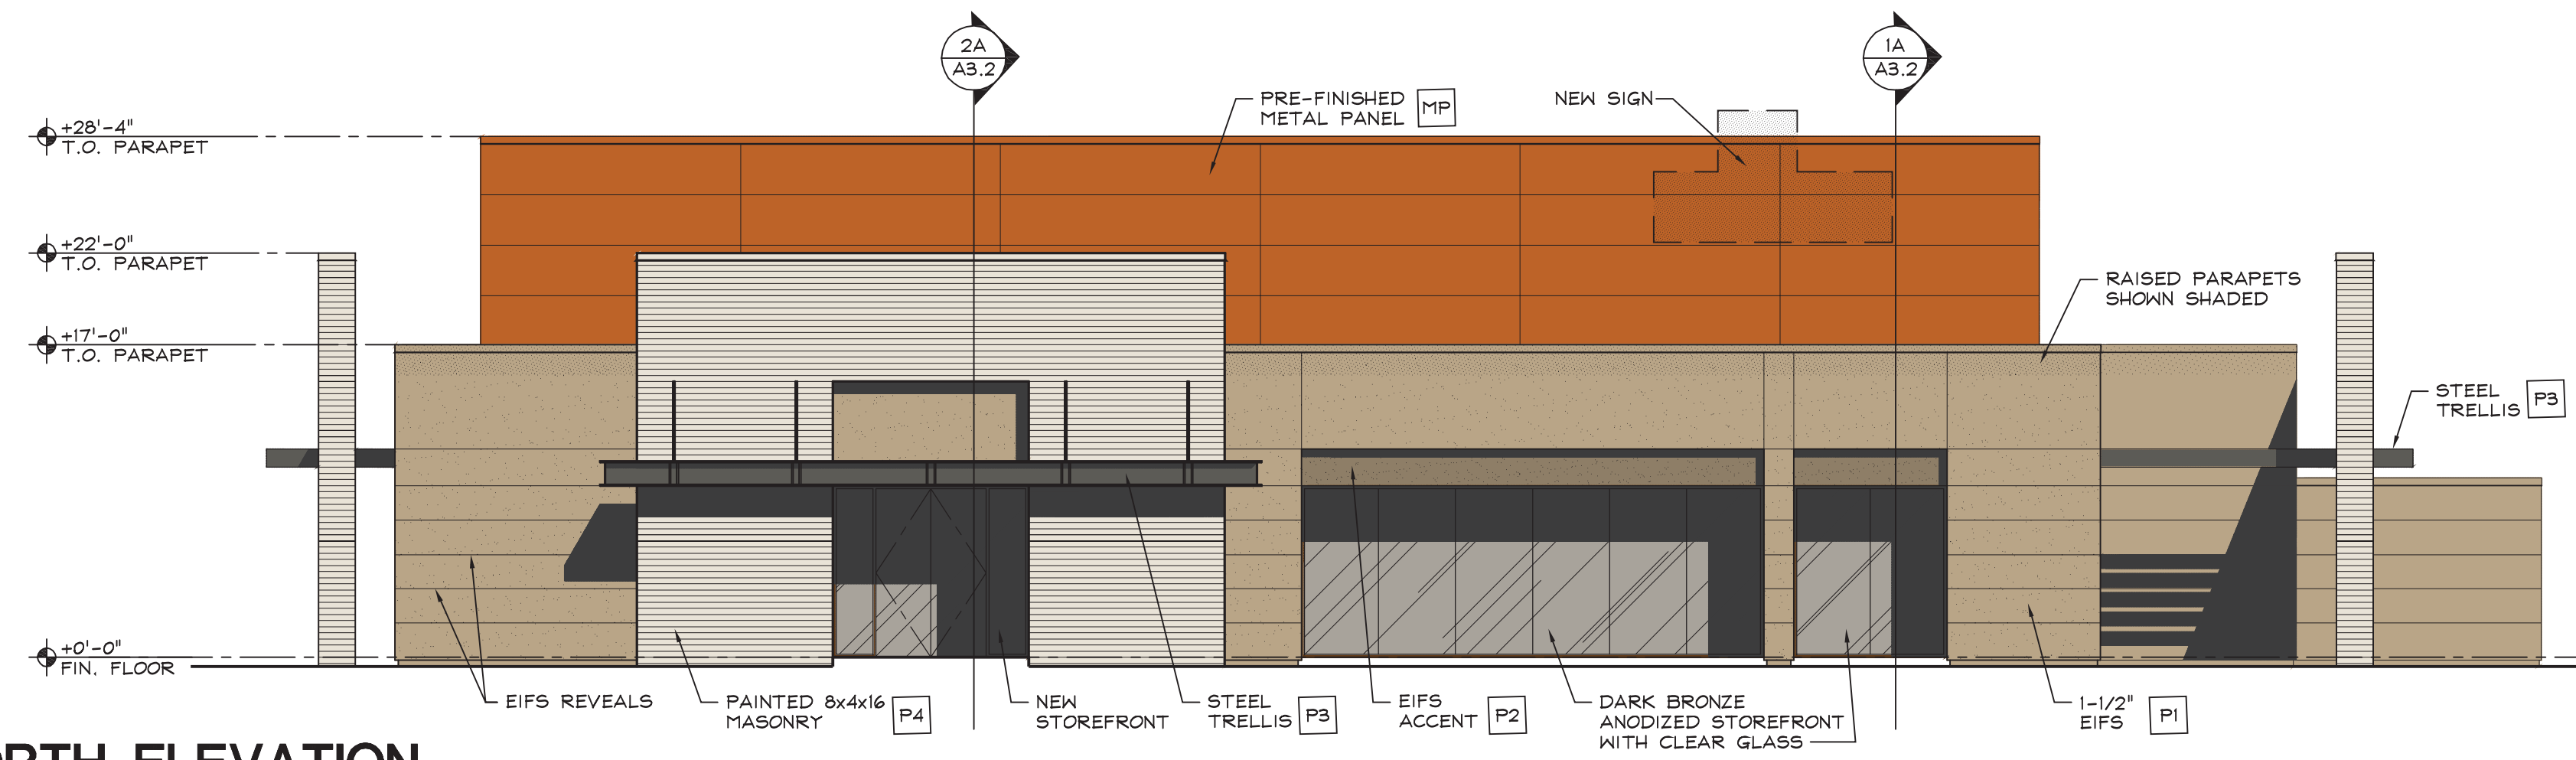 2A
A3.2
1A
A3.2
PRE-FINISHED
METAL PANEL
MP
NEW SIGN
+28'-4"
T.O. PARAPET
+22'-0"
T.O. PARAPET
RAISED PARAPETS
SHOWN SHADED
+17'-0"
T.O. PARAPET
STEEL
TRELLIS
P3
+0'-0"
FIN. FLOOR
EIFS REVEALS
PAINTED 8x4x16
MASONRY
P4
NEW
STOREFRONT
STEEL
TRELLIS
P3
EIFS
ACCENT
P2
DARK BRONZE
ANODIZED STOREFRONT
WITH CLEAR GLASS
1-1/2"
EIFS
P1
ORTH ELEVATION